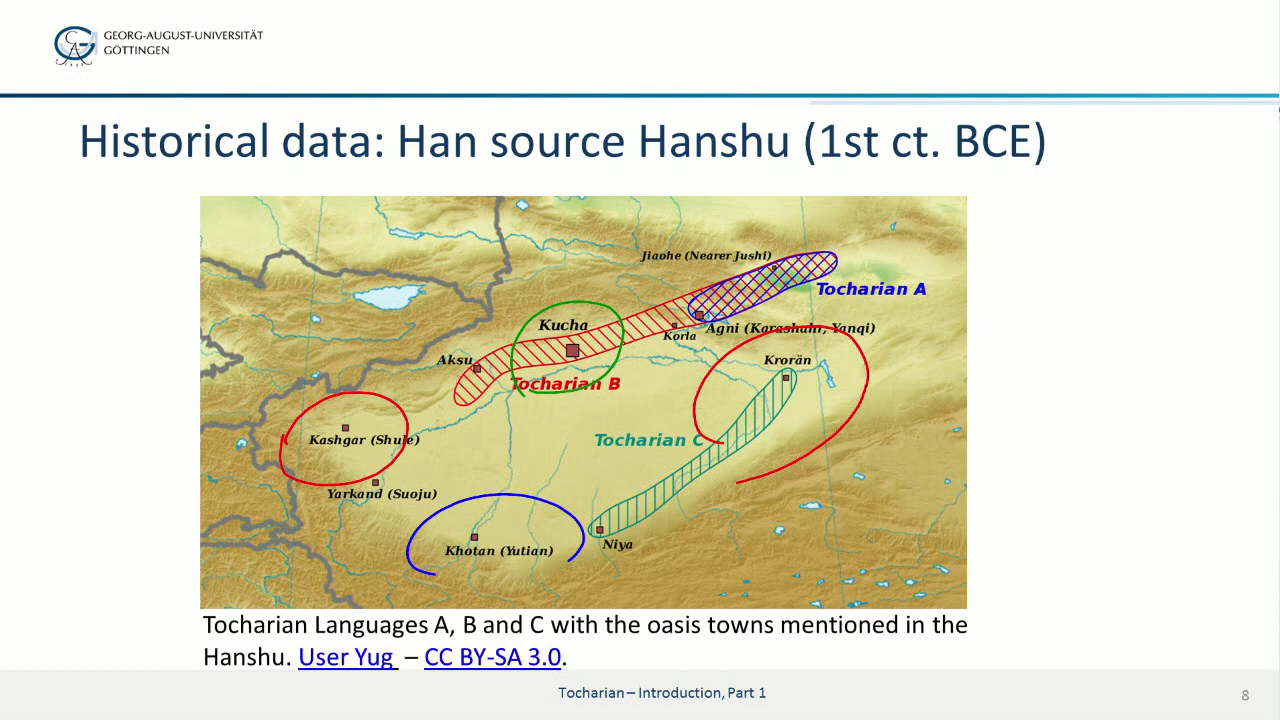 GEORG-AUGUST-UNIVERSITÄT
GÖTTINGEN
Historical data: Han source Hanshu (1st ct. BCE)
Jiaohe (Nearer Jushi)
Tocharian A
Kucha
Agni (Karashahr, Yanqi)
Korla
Aksu
Krorän
Tocharian B
Kashgar (Shule)
Tocharian C
Yarkand (Suoju)
Khotan (Yutian)
Niya
Tocharian Languages A, B and C with the oasis towns mentioned in the
Hanshu. User Yug – CC BY-SA 3.0.
Tocharian – Introduction, Part 1
8